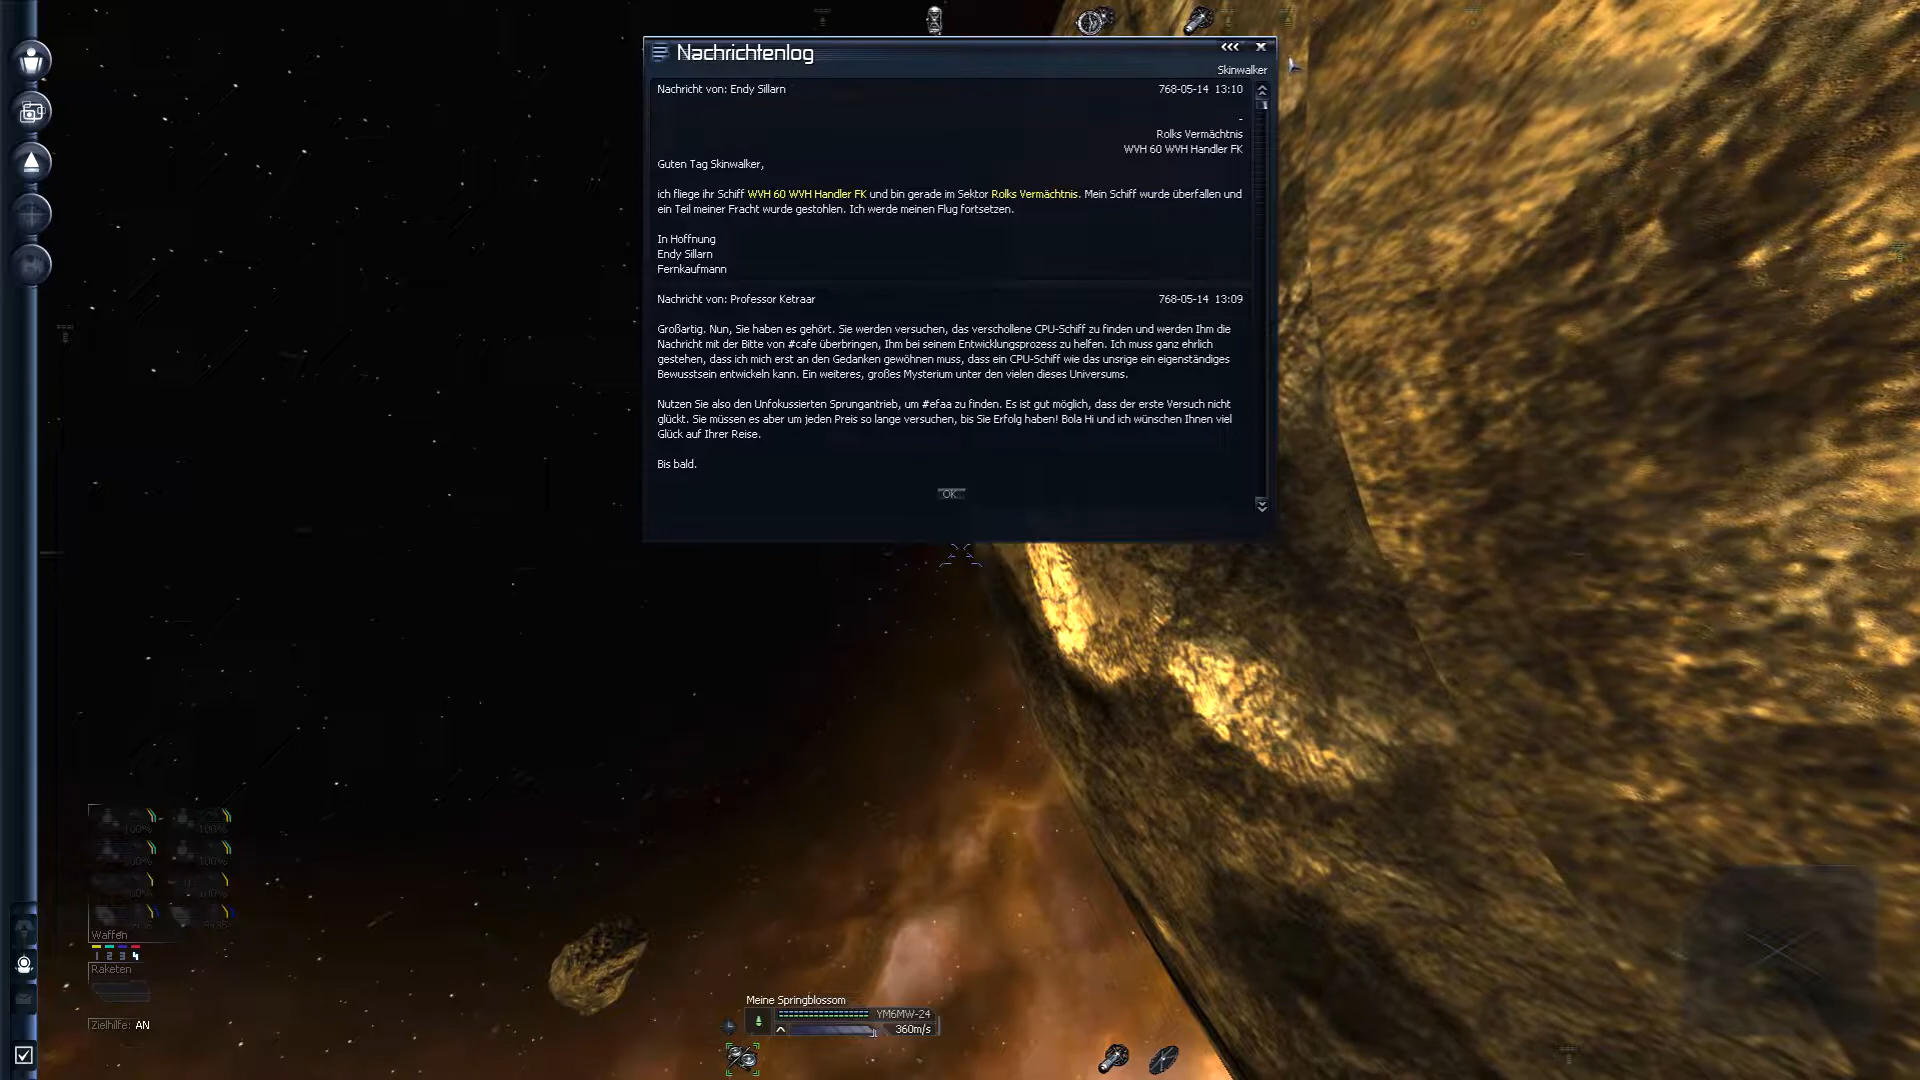 Nachrichtenlog
Skinwalker
Nachricht von: Endy Sillarn 768-05-14 13:10
-
Rolks Vermächtnis
WVH 60 WVH Handler FK
Guten Tag Skinwalker,
ich fliege ihr Schiff WVH 60 WVH Handler FK und bin gerade im Sektor Rolks Vermächtnis. Mein Schiff wurde überfallen und
ein Teil meiner Fracht wurde gestohlen. Ich werde meinen Flug fortsetzen.
In Hoffnung
Endy Sillarn
Fernkaufmann
Nachricht von: Professor Ketraar 768-05-14 13:09
Großartig. Nun, Sie haben es gehört. Sie werden versuchen, das verschollene CPU-Schiff zu finden und werden Ihm die
Nachricht mit der Bitte von #cafe überbringen, Ihm bei seinem Entwicklungsprozess zu helfen. Ich muss ganz ehrlich
gestehen, dass ich mich erst an den Gedanken gewöhnen muss, dass ein CPU-Schiff wie das unsrige ein eigenständiges
Bewusstsein entwickeln kann. Ein weiteres, großes Mysterium unter den vielen dieses Universums.
Nutzen Sie also den Unfokussierten Sprungantrieb, um #efaa zu finden. Es ist gut möglich, dass der erste Versuch nicht
glückt. Sie müssen es aber um jeden Preis so lange versuchen, bis Sie Erfolg haben! Bola Hi und ich wünschen Ihnen viel
Glück auf Ihrer Reise.
Bis bald.
OK
100% 100%
100%
Waffen
1 2 3 4
Raketen
Zielhilfe: AN
Meine Springblossom
YM6MW-24
360m/s